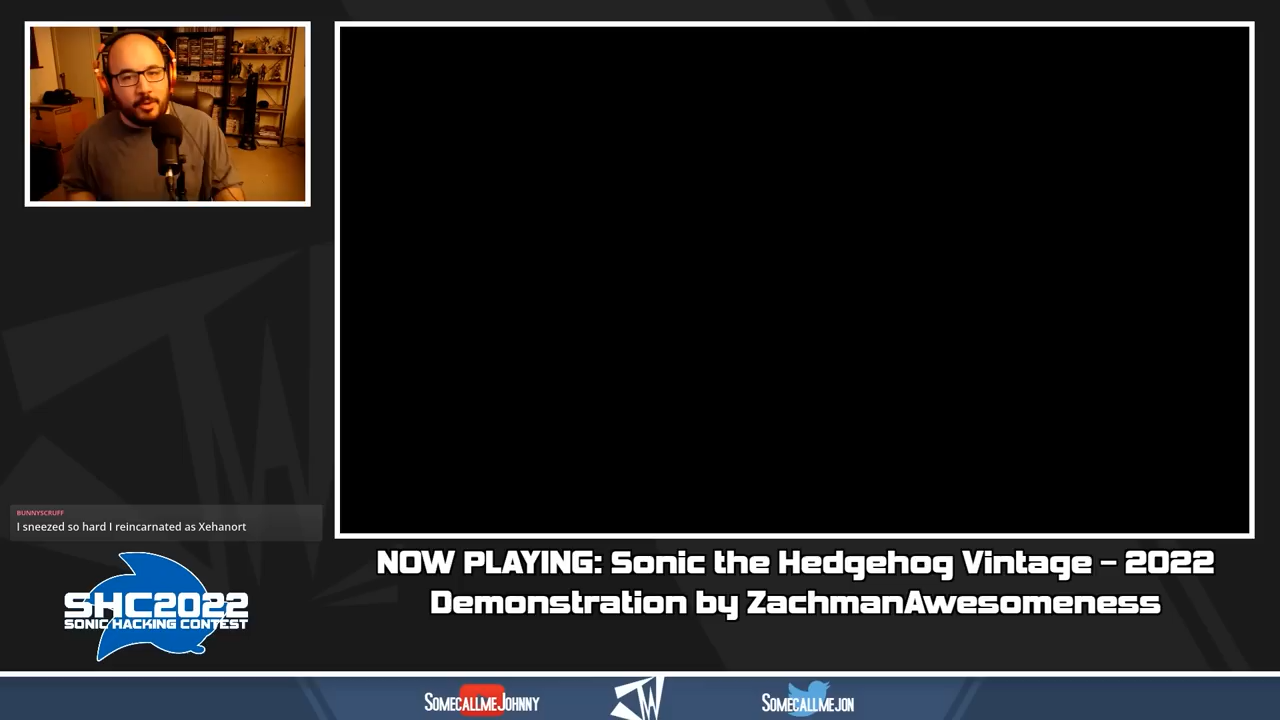 BUNNYSCRUFF
I sneezed so hard I reincarnated as Xehanort
SHC2022
SONIC HACKING CONTEST
NOW PLAYING: Sonic the Hedgehog Vintage - 2022
Demonstration by ZachmanAwesomeness
SOMECALLMEJOHNNY
SOMECALLMEJON